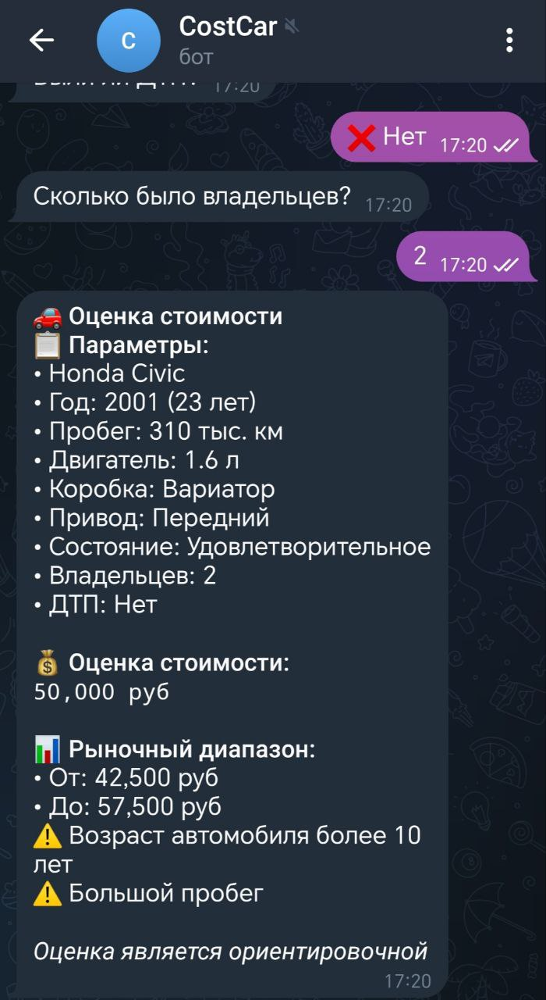 C
CostCar
бот
17:20
Нет 17:20
Сколько было владельцев? 17:20
2 17:20
Оценка стоимости
Параметры:
• Honda Civic
• Год: 2001 (23 лет)
• Пробег: 310 тыс. км
• Двигатель: 1.6 л
• Коробка: Вариатор
• Привод: Передний
• Состояние: Удовлетворительное
• Владельцев: 2
• ДТП: Нет
Оценка стоимости:
50,000 руб
Рыночный диапазон:
• От: 42,500 руб
• До: 57,500 руб
Возраст автомобиля более 10
лет
Большой пробег
Оценка является ориентировочной
17:20